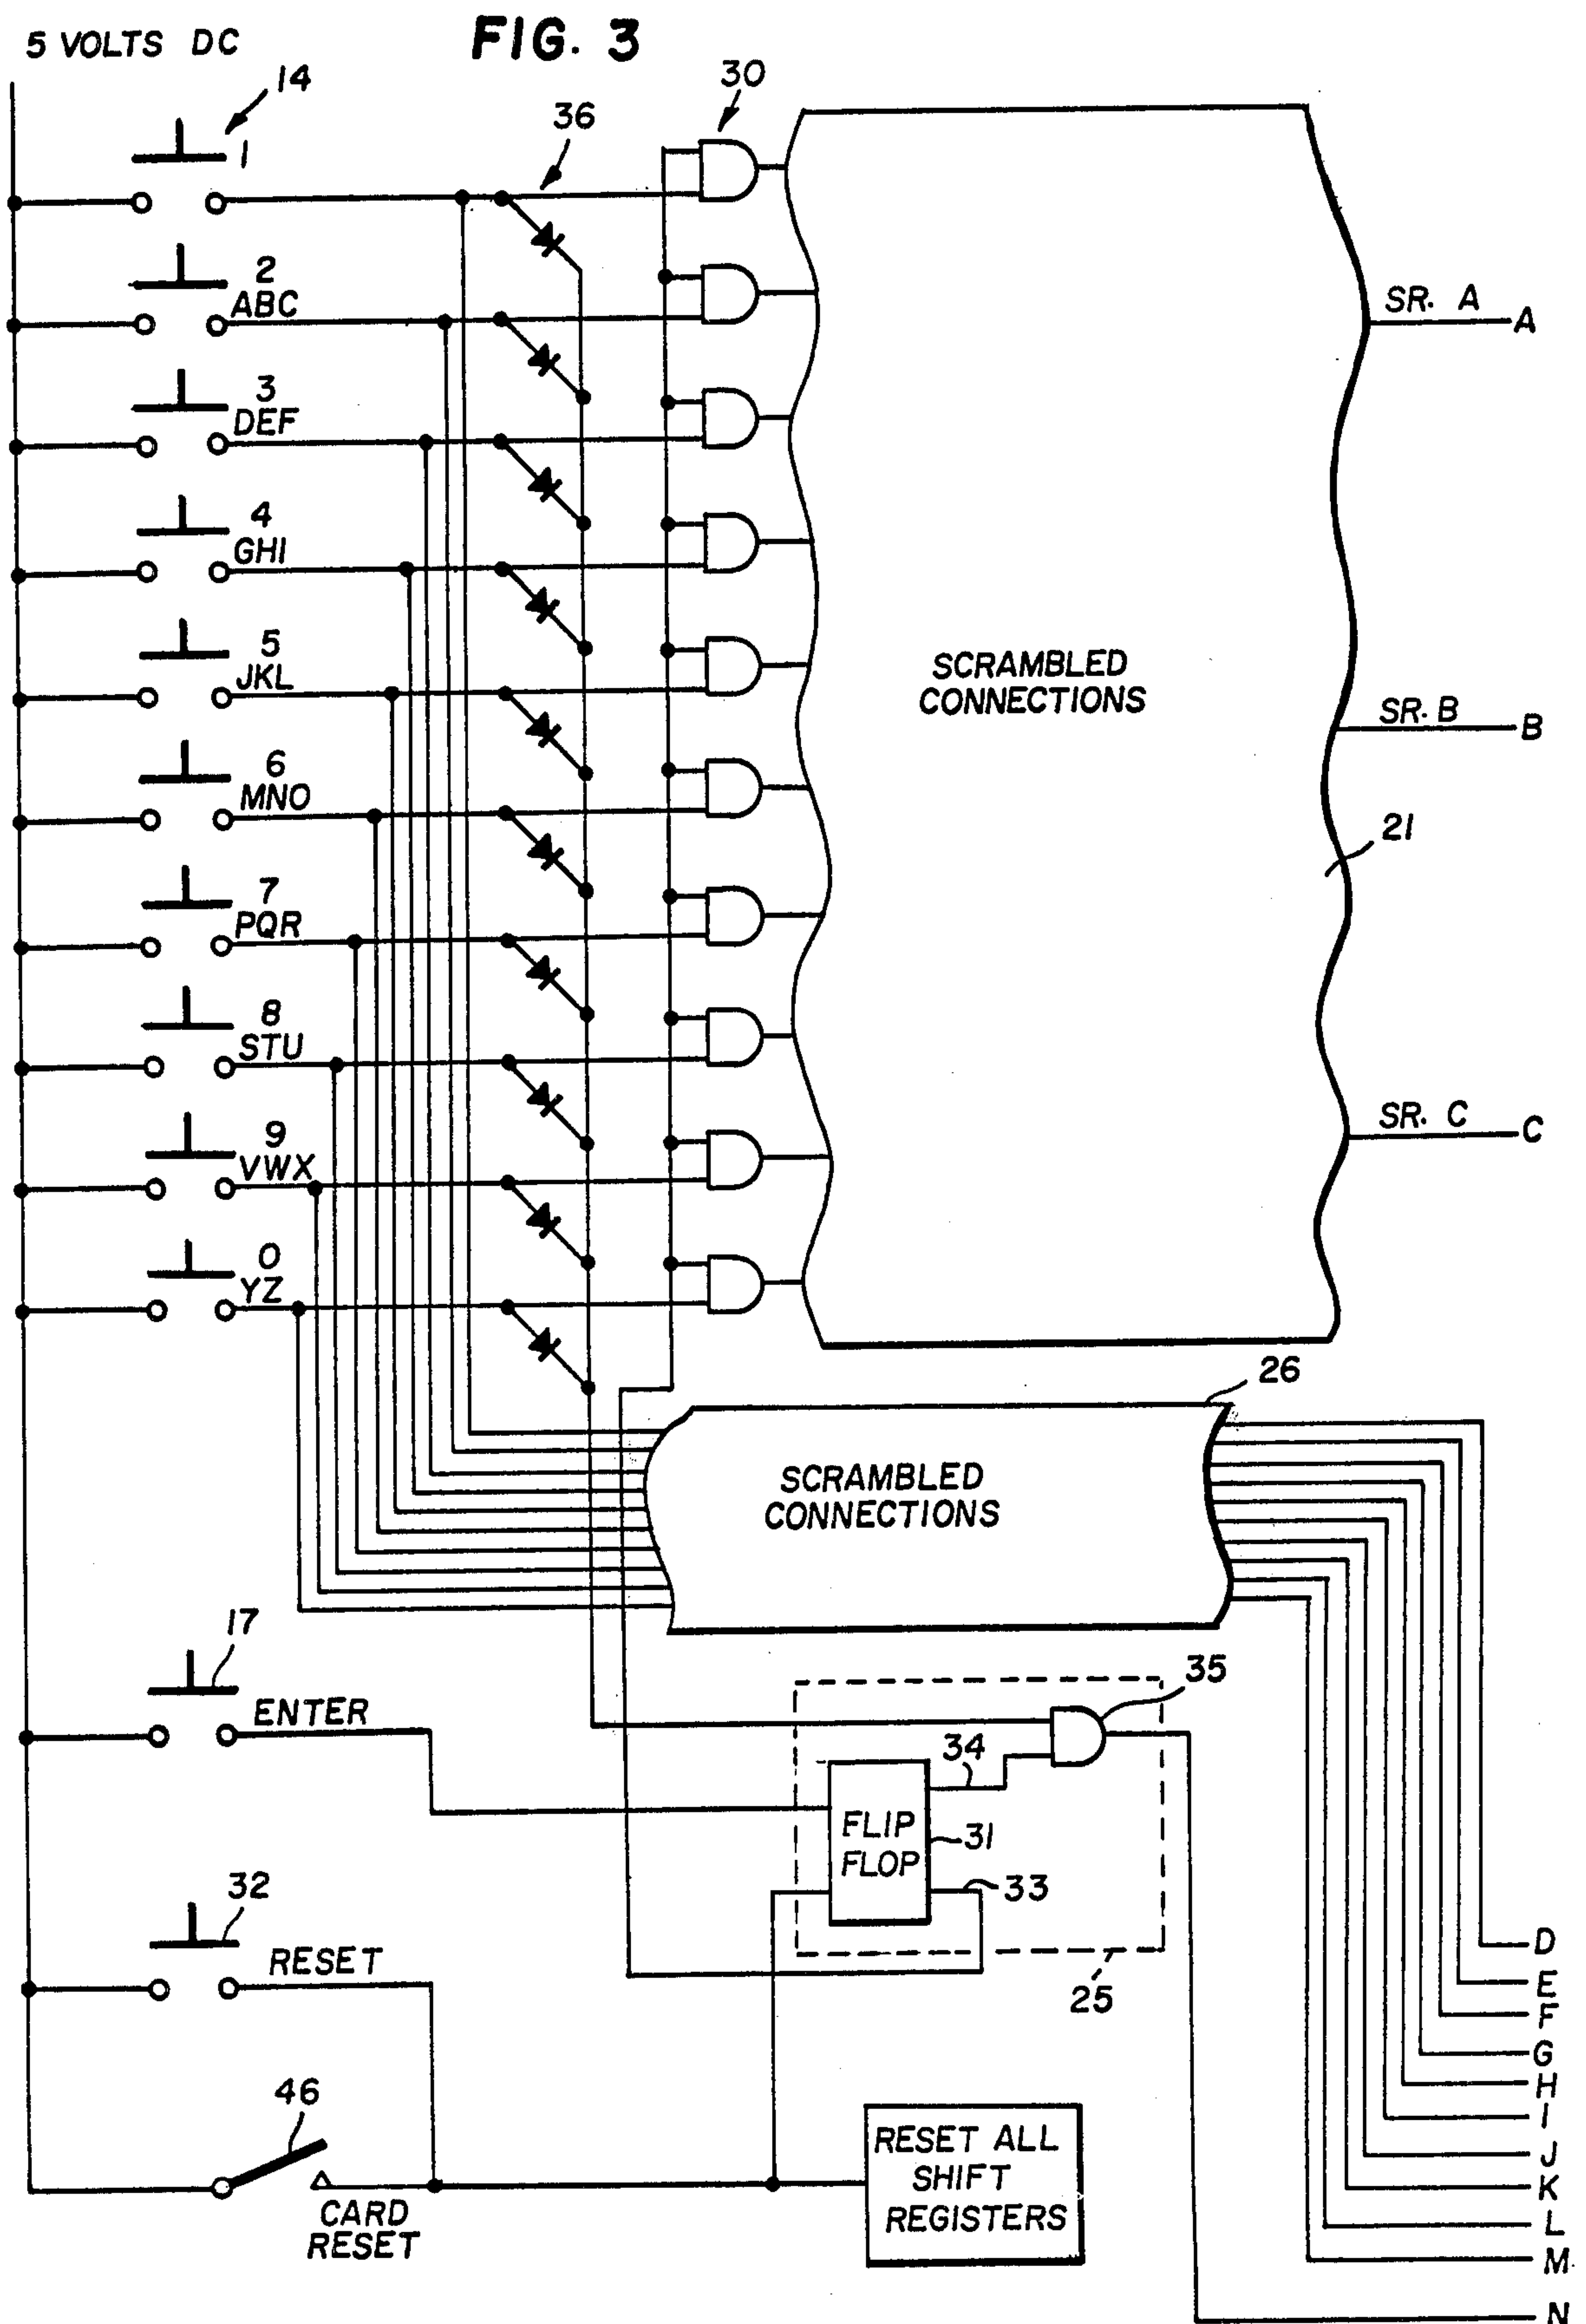 5 VOLTS DC
FIG. 3
14
36
30
1
2
ABC
3
DEF
4
GHI
5
JKL
6
MNO
7
PQR
8
STU
9
VWX
0
YZ
SCRAMBLED
CONNECTIONS
SR. A
A
SR. B
B
21
SR. C
C
26
SCRAMBLED
CONNECTIONS
17
ENTER
35
34
FLIP
FLOP
31
33
25
32
RESET
46
CARD
RESET
RESET ALL
SHIFT
REGISTERS
D
E
F
G
H
I
J
K
L
M
N